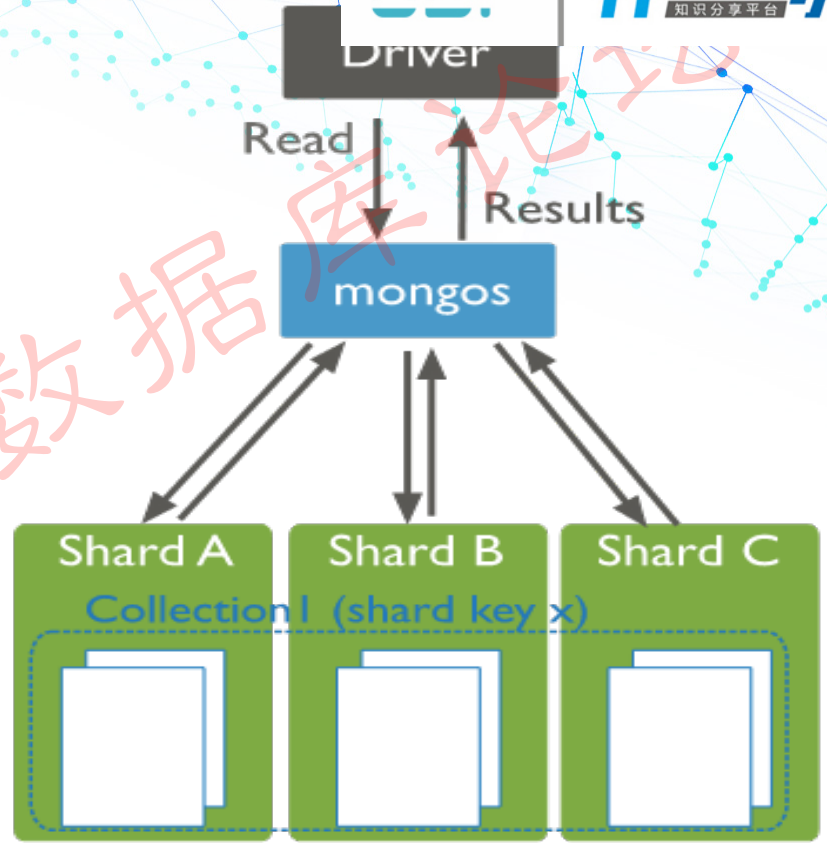 知识分享平台
Driver
Read
Results
mongos
数据库论坛
Shard A
Shard B
Shard C
Collection1 (shard key x)